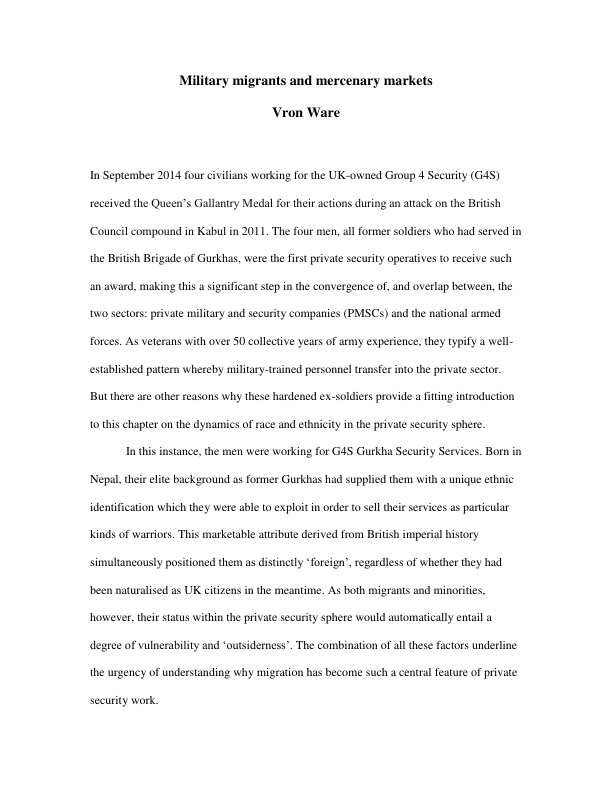 Military migrants and mercenary markets
Vron Ware
In September 2014 four civilians working for the UK-owned Group 4 Security (G4S)
received the Queen’s Gallantry Medal for their actions during an attack on the British
Council compound in Kabul in 2011. The four men, all former soldiers who had served in
the British Brigade of Gurkhas, were the first private security operatives to receive such
an award, making this a significant step in the convergence of, and overlap between, the
two sectors: private military and security companies (PMSCs) and the national armed
forces. As veterans with over 50 collective years of army experience, they typify a well-
established pattern whereby military-trained personnel transfer into the private sector.
But there are other reasons why these hardened ex-soldiers provide a fitting introduction
to this chapter on the dynamics of race and ethnicity in the private security sphere.
In this instance, the men were working for G4S Gurkha Security Services. Born in
Nepal, their elite background as former Gurkhas had supplied them with a unique ethnic
identification which they were able to exploit in order to sell their services as particular
kinds of warriors. This marketable attribute derived from British imperial history
simultaneously positioned them as distinctly ‘foreign’, regardless of whether they had
been naturalised as UK citizens in the meantime. As both migrants and minorities,
however, their status within the private security sphere would automatically entail a
degree of vulnerability and ‘outsiderness’. The combination of all these factors underline
the urgency of understanding why migration has become such a central feature of private
security work.